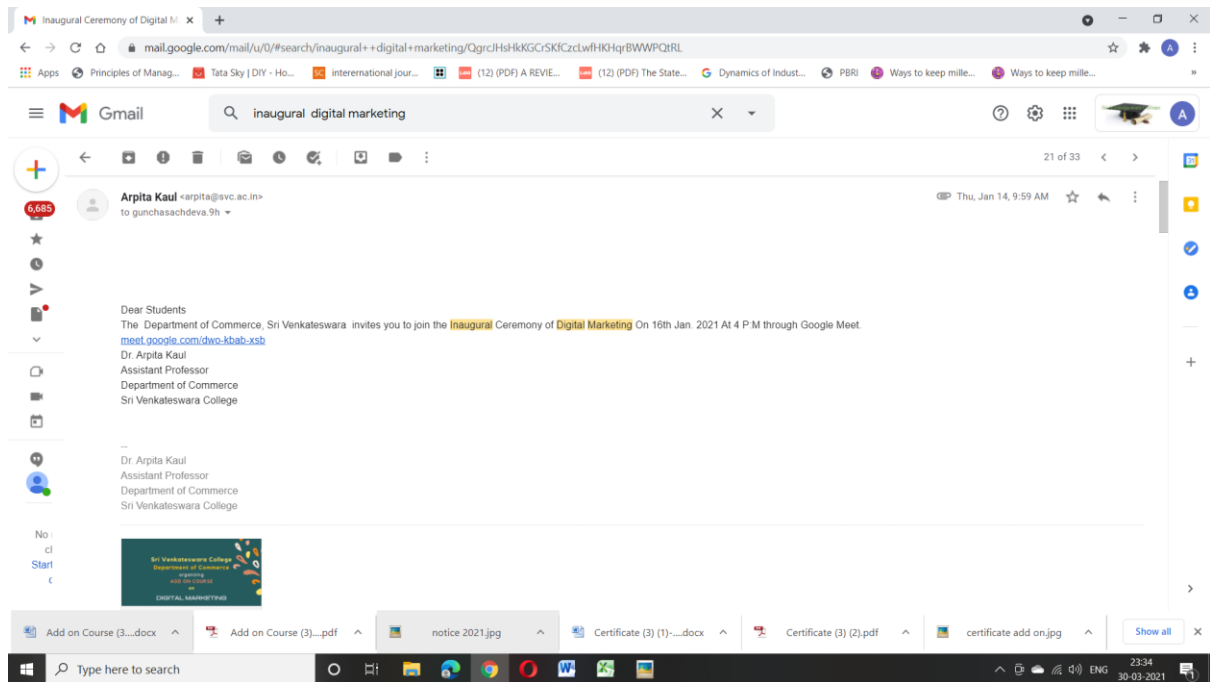 Inaugural Ceremony of Digital M
mail.google.com/mail/u/0/#search/inaugural++digital+marketing/QgrcJHsHkKGCrSKfCzcLwfHKHqrBWWPQtRL
Apps Principles of Manag... Tata Sky | DIY - Ho... SC interernational jour... (12) (PDF) A REVIE... (12) (PDF) The State... Dynamics of Indust... PBRI Ways to keep mille... Ways to keep mille... »
Gmail inaugural digital marketing A
21 of 33
6,685
Arpita Kaul <arpita@svc.ac.in> Thu, Jan 14, 9:59 AM
to gunchasachdeva.9h
Dear Students
The Department of Commerce, Sri Venkateswara invites you to join the Inaugural Ceremony of Digital Marketing On 16th Jan. 2021 At 4 P:M through Google Meet.
meet.google.com/dwo-kbab-xsb
Dr. Arpita Kaul
Assistant Professor
Department of Commerce
Sri Venkateswara College
--
Dr. Arpita Kaul
Assistant Professor
Department of Commerce
Sri Venkateswara College
No
Start
Sri Venkateswara College
Department of Commerce
organizing
ADD ON COURSE
on
DIGITAL MARKETING
Add on Course (3....docx Add on Course (3)....pdf notice 2021.jpg Certificate (3) (1)-....docx Certificate (3) (2).pdf certificate add on.jpg Show all
Type here to search ENG 23:34
30-03-2021